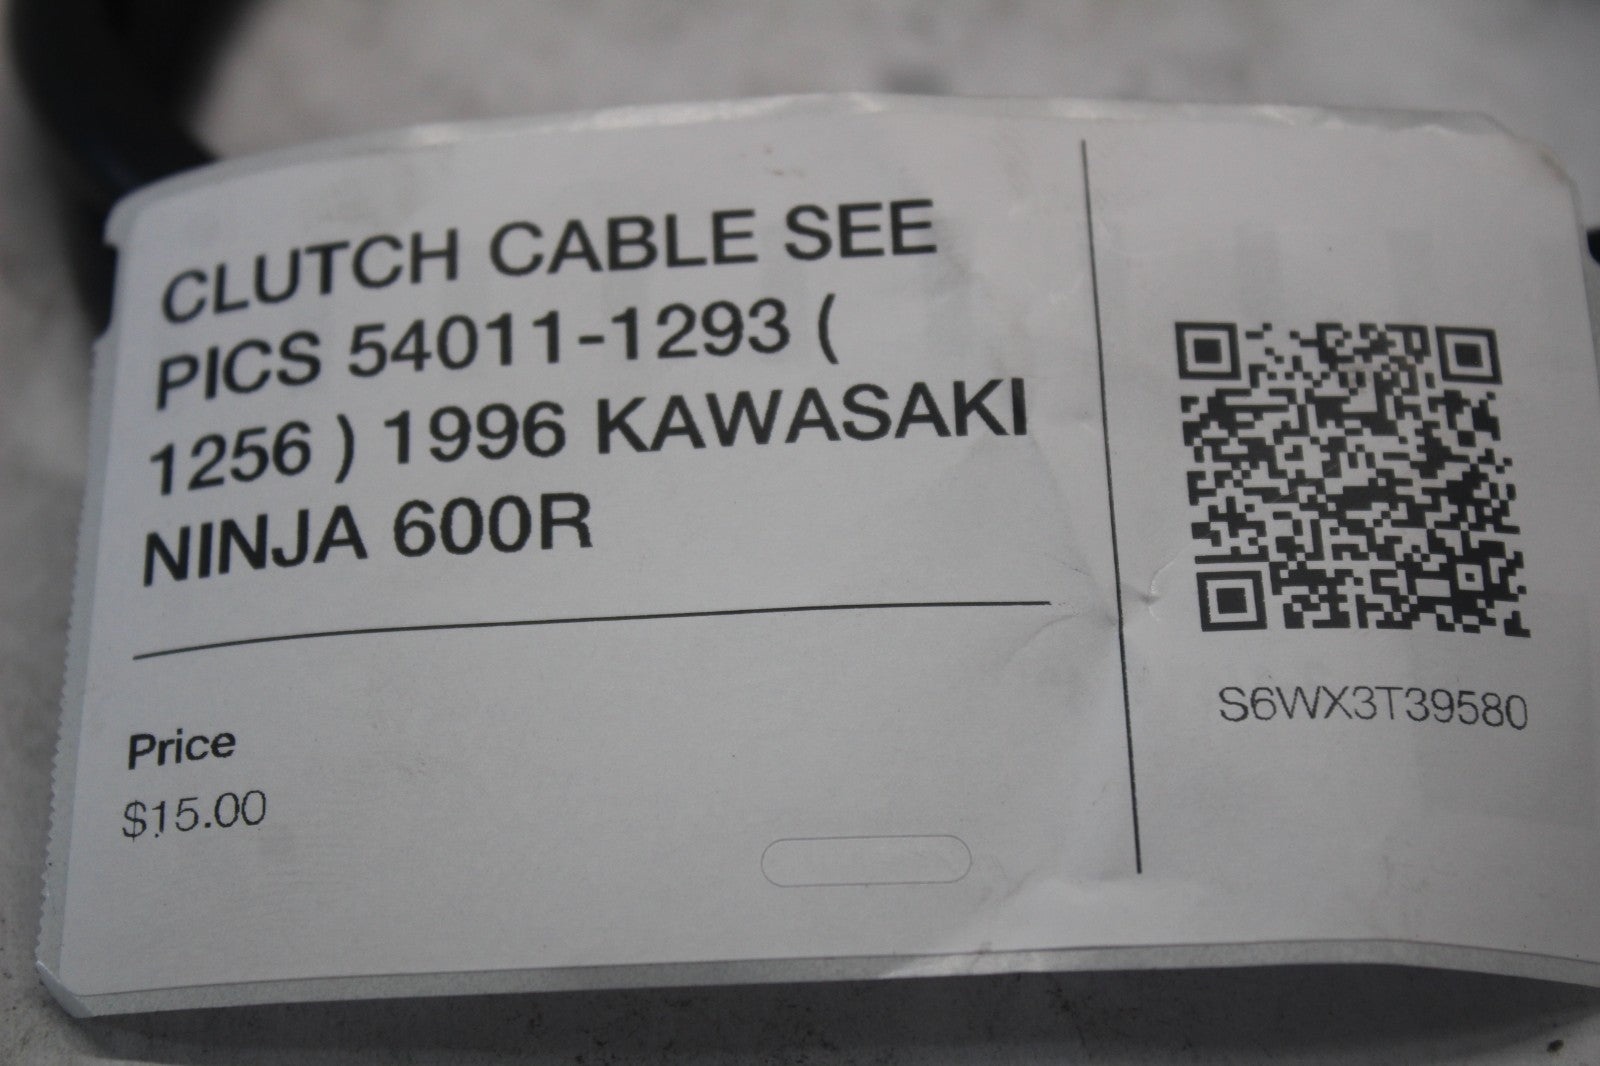 CLUTCH CABLE SEE
PICS 54011-1293 (
1256 ) 1996 KAWASAKI
NINJA 600R
Price
$15.00
S6WX3T39580